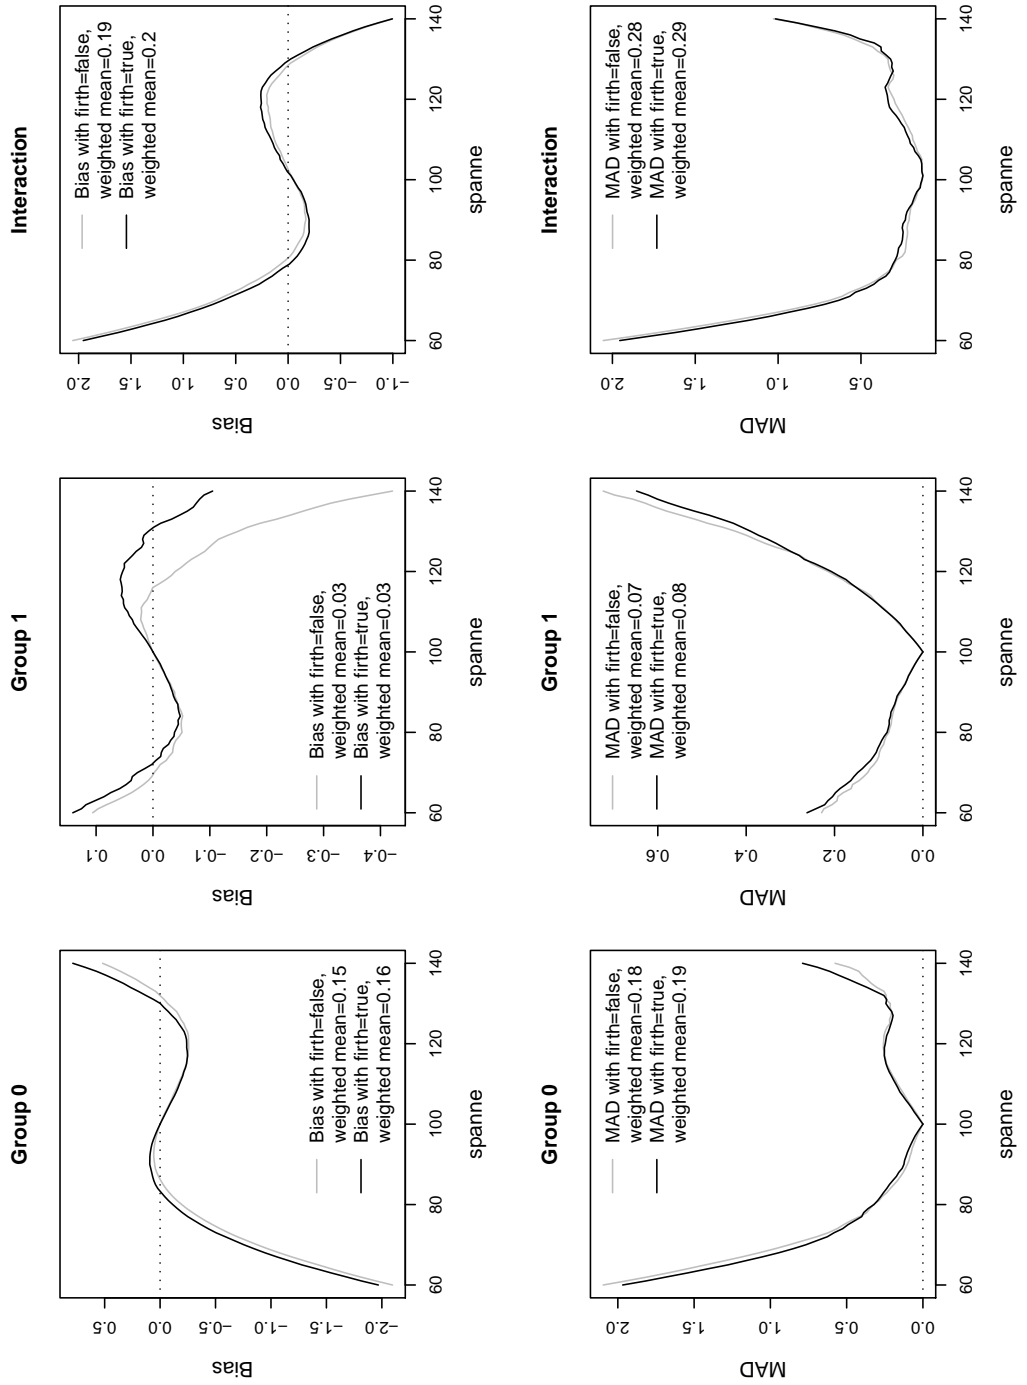 Group 0
Bias
0.5
0.0
−0.5
−1.0
−1.5
−2.0
Bias with firth=false,
weighted mean=0.15
Bias with firth=true,
weighted mean=0.16
60 80 100 120 140
spanne
Group 1
Bias
0.1
0.0
−0.1
−0.2
−0.3
−0.4
Bias with firth=false,
weighted mean=0.03
Bias with firth=true,
weighted mean=0.03
60 80 100 120 140
spanne
Interaction
Bias
2.0
1.5
1.0
0.5
0.0
−0.5
−1.0
Bias with firth=false,
weighted mean=0.19
Bias with firth=true,
weighted mean=0.2
60 80 100 120 140
spanne
Group 0
MAD
2.0
1.5
1.0
0.5
0.0
MAD with firth=false,
weighted mean=0.18
MAD with firth=true,
weighted mean=0.19
60 80 100 120 140
spanne
Group 1
MAD
0.6
0.4
0.2
0.0
MAD with firth=false,
weighted mean=0.07
MAD with firth=true,
weighted mean=0.08
60 80 100 120 140
spanne
Interaction
MAD
2.0
1.5
1.0
0.5
MAD with firth=false,
weighted mean=0.28
MAD with firth=true,
weighted mean=0.29
60 80 100 120 140
spanne